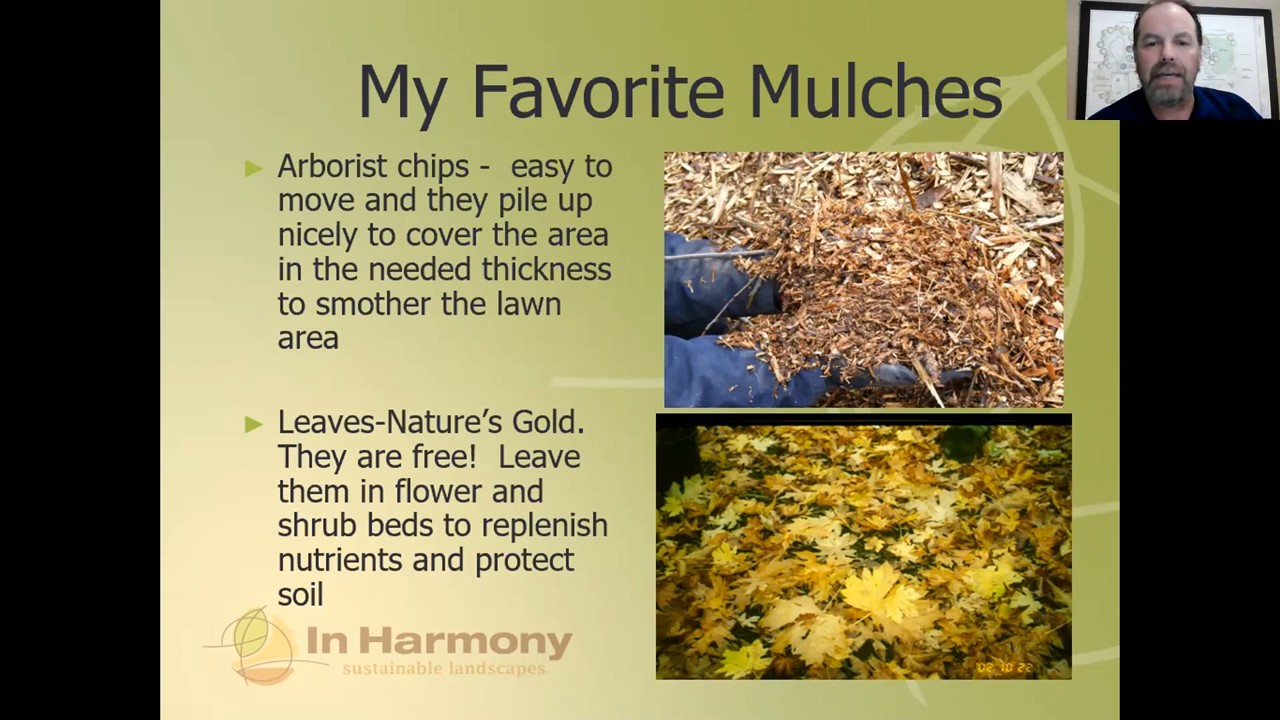 My Favorite Mulches
► Arborist chips -  easy to
move and they pile up
nicely to cover the area
in the needed thickness
to smother the lawn
area
► Leaves-Nature’s Gold.
They are free!  Leave
them in flower and
shrub beds to replenish
nutrients and protect
soil
In Harmony
sustainable landscapes